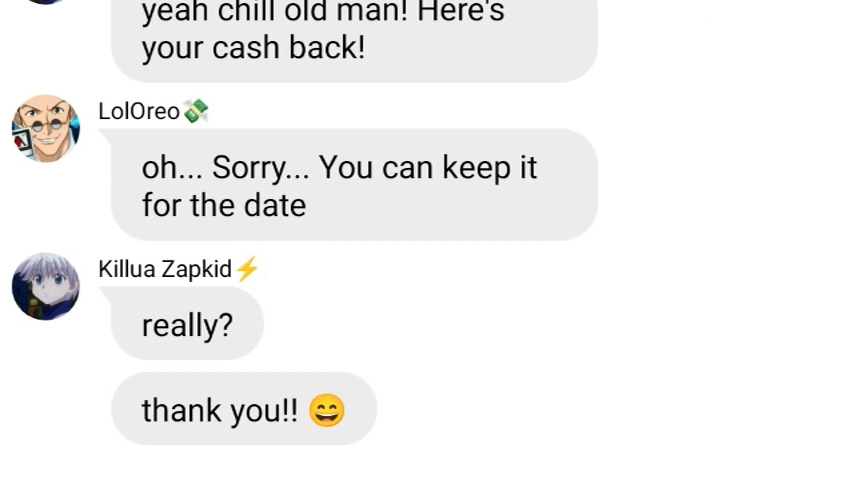 yeah chill old man! Here's
your cash back!
LolOreo💸
oh... Sorry... You can keep it
for the date
Killua Zapkid⚡
really?
thank you!! 😄